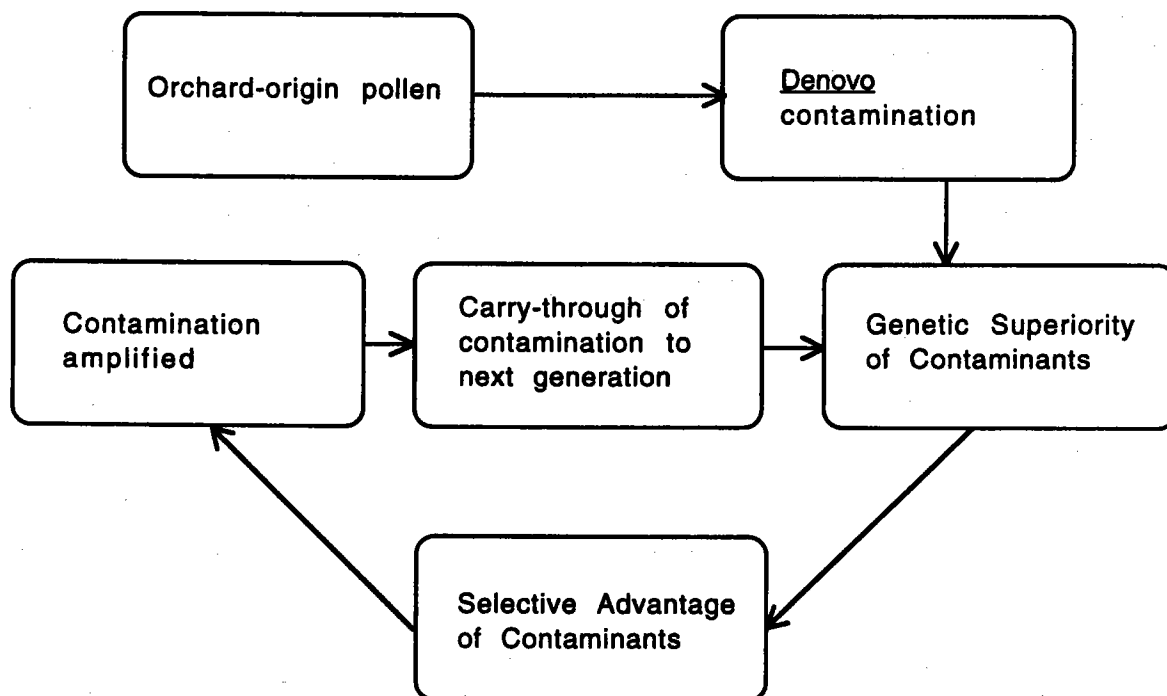 Orchard-origin pollen
Denovo
contamination
Contamination
amplified
Carry-through of
contamination to
next generation
Genetic Superiority
of Contaminants
Selective Advantage
of Contaminants